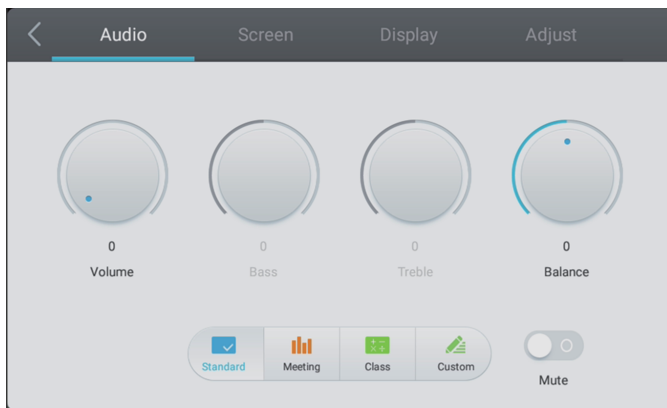 Audio Screen Display Adjust
0 0 0 0
Volume Bass Treble Balance
Standard Meeting Class Custom
Mute